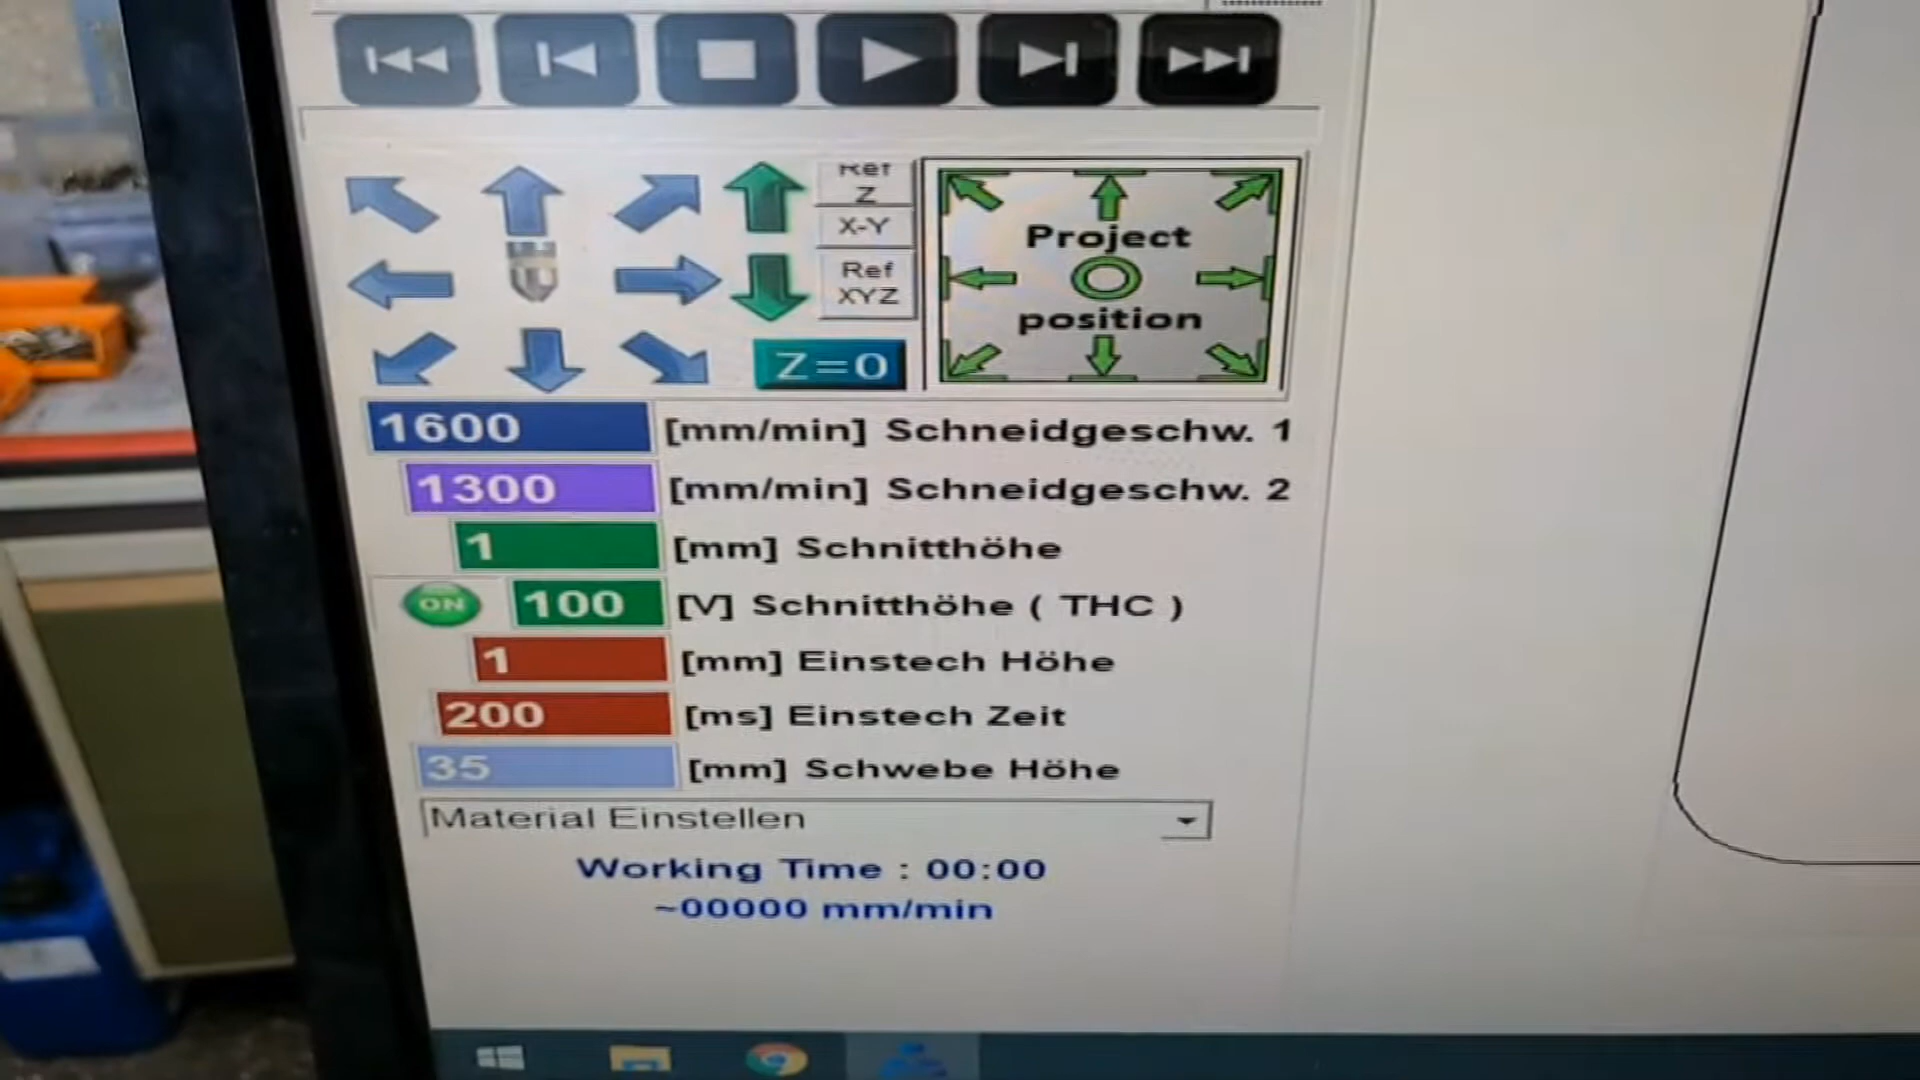 Ref
Z
X-Y
Ref
XYZ
Z=0
Project
position
1600 [mm/min] Schneidgeschw. 1
1300 [mm/min] Schneidgeschw. 2
1 [mm] Schnitthöhe
ON 100 [V] Schnitthöhe ( THC )
1 [mm] Einstech Höhe
200 [ms] Einstech Zeit
35 [mm] Schwebe Höhe
Material Einstellen
Working Time : 00:00
~00000 mm/min